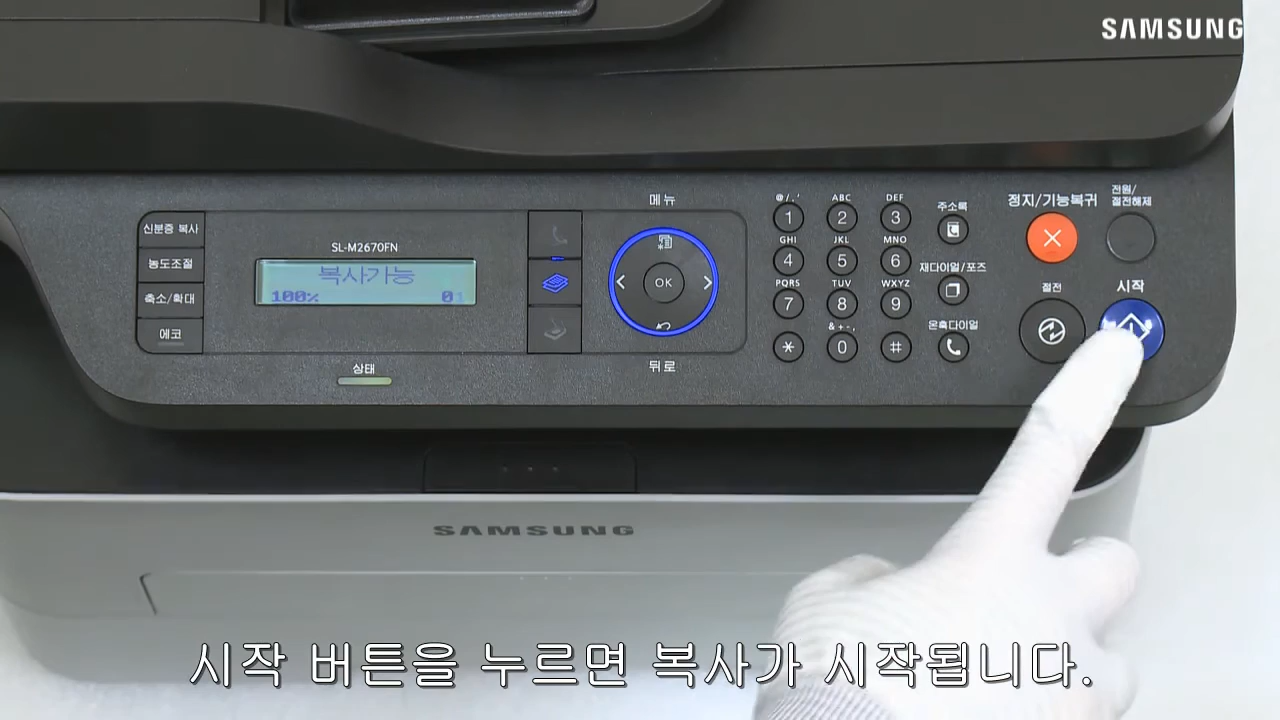 SAMSUNG
신분증 복사
농도조절
축소/확대
에코
SL-M2670FN
복사가능
100% 01
상태
메뉴
OK
뒤로
@/.' ABC DEF
1 2 3
GHI JKL MNO
4 5 6
PQRS TUV WXYZ
7 8 9
& + - ,
* 0 #
주소록
재다이얼/포즈
온훅다이얼
정지/기능복귀
전원/
절전해제
절전
시작
SAMSUNG
시작 버튼을 누르면 복사가 시작됩니다.